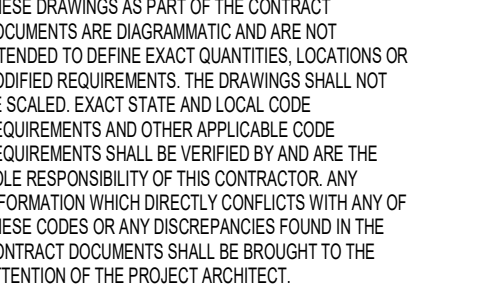 HESE DRAWINGS AS PART OF THE CONTRACT
OCUMENTS ARE DIAGRAMMATIC AND ARE NOT
TENDED TO DEFINE EXACT QUANTITIES, LOCATIONS OR
ODIFIED REQUIREMENTS. THE DRAWINGS SHALL NOT
E SCALED. EXACT STATE AND LOCAL CODE
EQUIREMENTS AND OTHER APPLICABLE CODE
EQUIREMENTS SHALL BE VERIFIED BY AND ARE THE
OLE RESPONSIBILITY OF THIS CONTRACTOR. ANY
FORMATION WHICH DIRECTLY CONFLICTS WITH ANY OF
HESE CODES OR ANY DISCREPANCIES FOUND IN THE
ONTRACT DOCUMENTS SHALL BE BROUGHT TO THE
TTENTION OF THE PROJECT ARCHITECT.